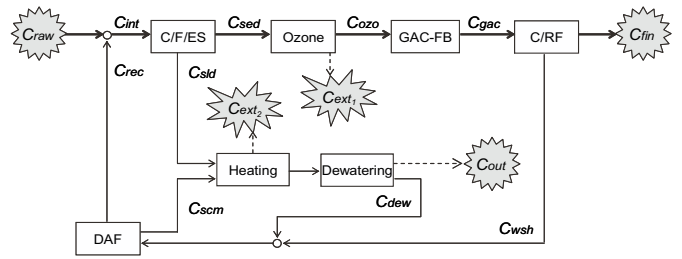 Craw
Cint
C/F/ES
Csed
Ozone
Cozo
GAC-FB
Cgac
C/RF
Cfin
Crec
Csld
Cext2
Cext1
Heating
Dewatering
Cout
Cscm
Cdew
Cwsh
DAF